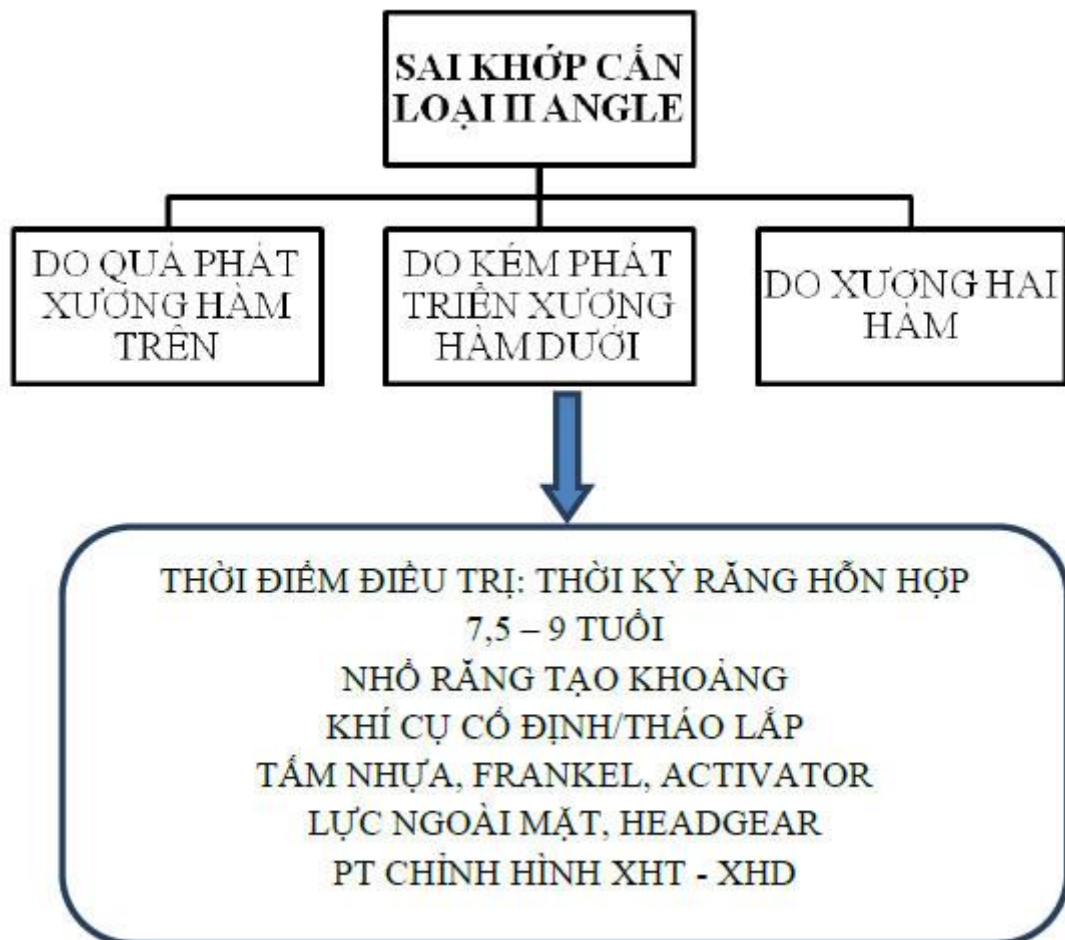 SAI KHỚP CẮN
LOẠI II ANGLE
DO QUÁ PHÁT
XƯƠNG HÀM
TRÊN
DO KÉM PHÁT
TRIỂN XƯƠNG
HÀM DƯỚI
DO XƯƠNG HAI
HÀM
THỜI ĐIỂM ĐIỀU TRỊ: THỜI KỲ RĂNG HỖN HỢP
7,5 – 9 TUỔI
NHỔ RĂNG TẠO KHOẢNG
KHÍ CỤ CỐ ĐỊNH/THÁO LẮP
TẤM NHỰA, FRANKEL, ACTIVATOR
LỰC NGOÀI MẶT, HEADGEAR
PT CHỈNH HÌNH XHT - XHD